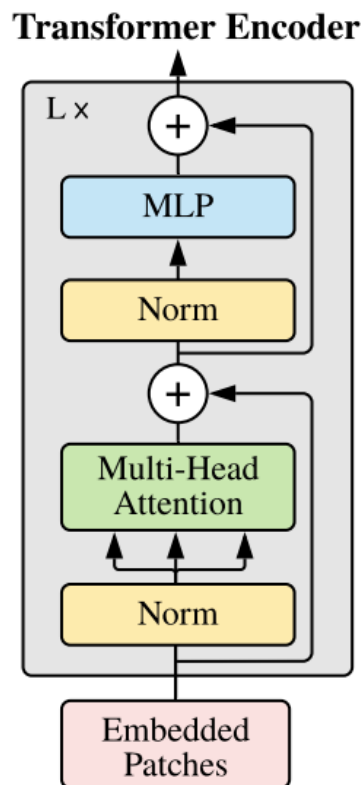 Transformer Encoder
L ×
+
MLP
Norm
+
Multi-Head
Attention
Norm
Embedded
Patches